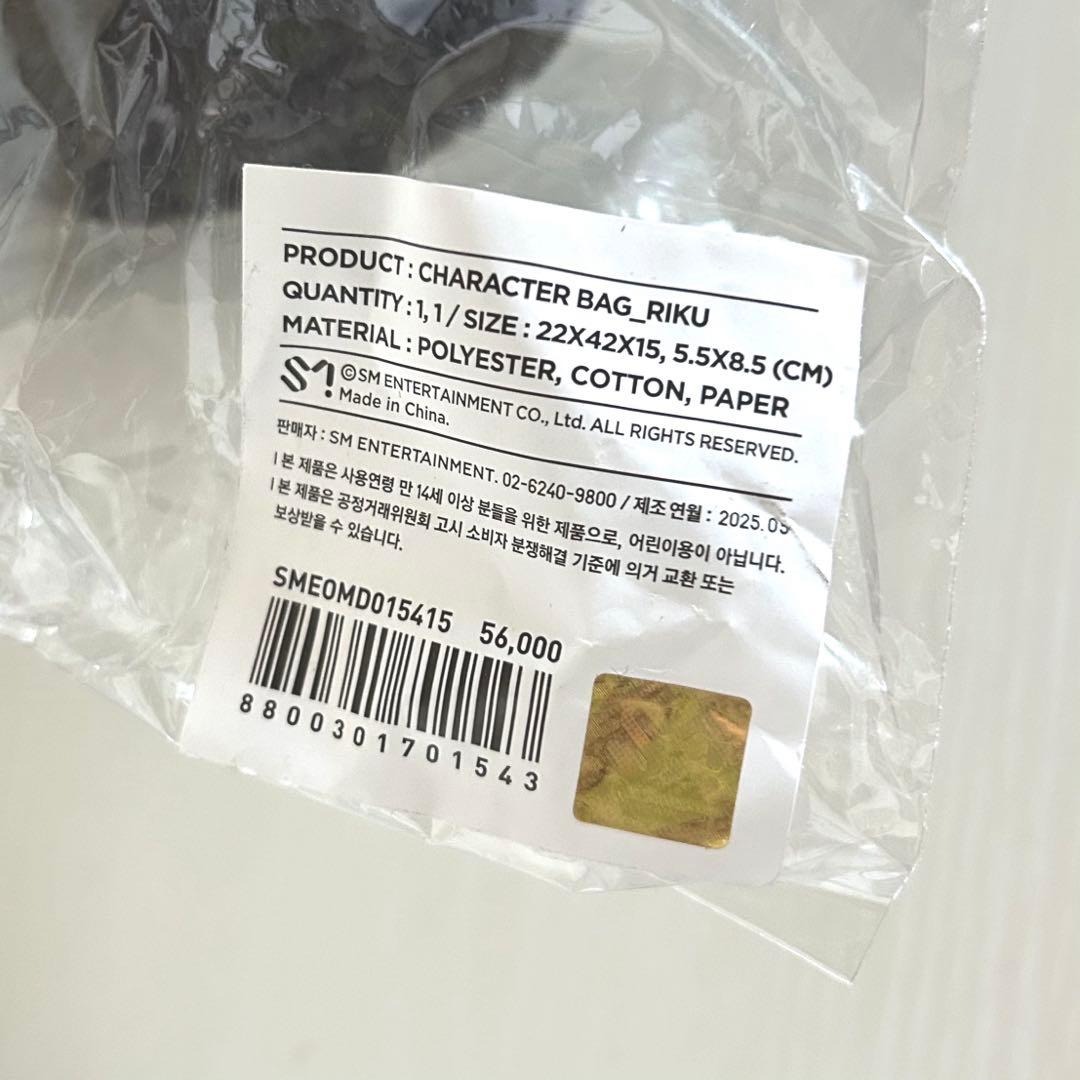 PRODUCT : CHARACTER BAG_RIKU
QUANTITY : 1, 1 / SIZE : 22X42X15, 5.5X8.5 (CM)
MATERIAL : POLYESTER, COTTON, PAPER
SM ©SM ENTERTAINMENT CO., Ltd. ALL RIGHTS RESERVED.
Made in China.
판매자 : SM ENTERTAINMENT. 02-6240-9800 / 제조 연월 : 2025.09
| 본 제품은 사용연령 만 14세 이상 분들을 위한 제품으로, 어린이용이 아닙니다.
| 본 제품은 공정거래위원회 고시 소비자 분쟁해결 기준에 의거 교환 또는
보상받을 수 있습니다.
SME0MD015415 56,000
8800301701543